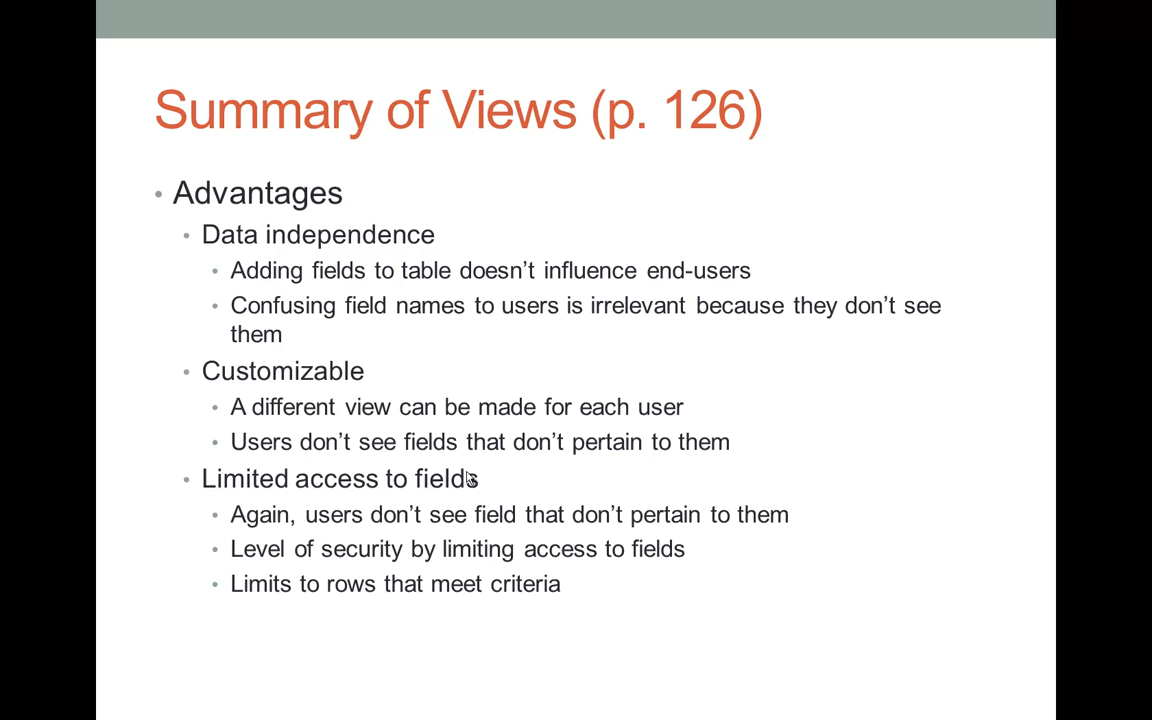 Summary of Views (p. 126)
• Advantages
• Data independence
• Adding fields to table doesn’t influence end-users
• Confusing field names to users is irrelevant because they don’t see
them
• Customizable
• A different view can be made for each user
• Users don’t see fields that don’t pertain to them
• Limited access to fields
• Again, users don’t see field that don’t pertain to them
• Level of security by limiting access to fields
• Limits to rows that meet criteria